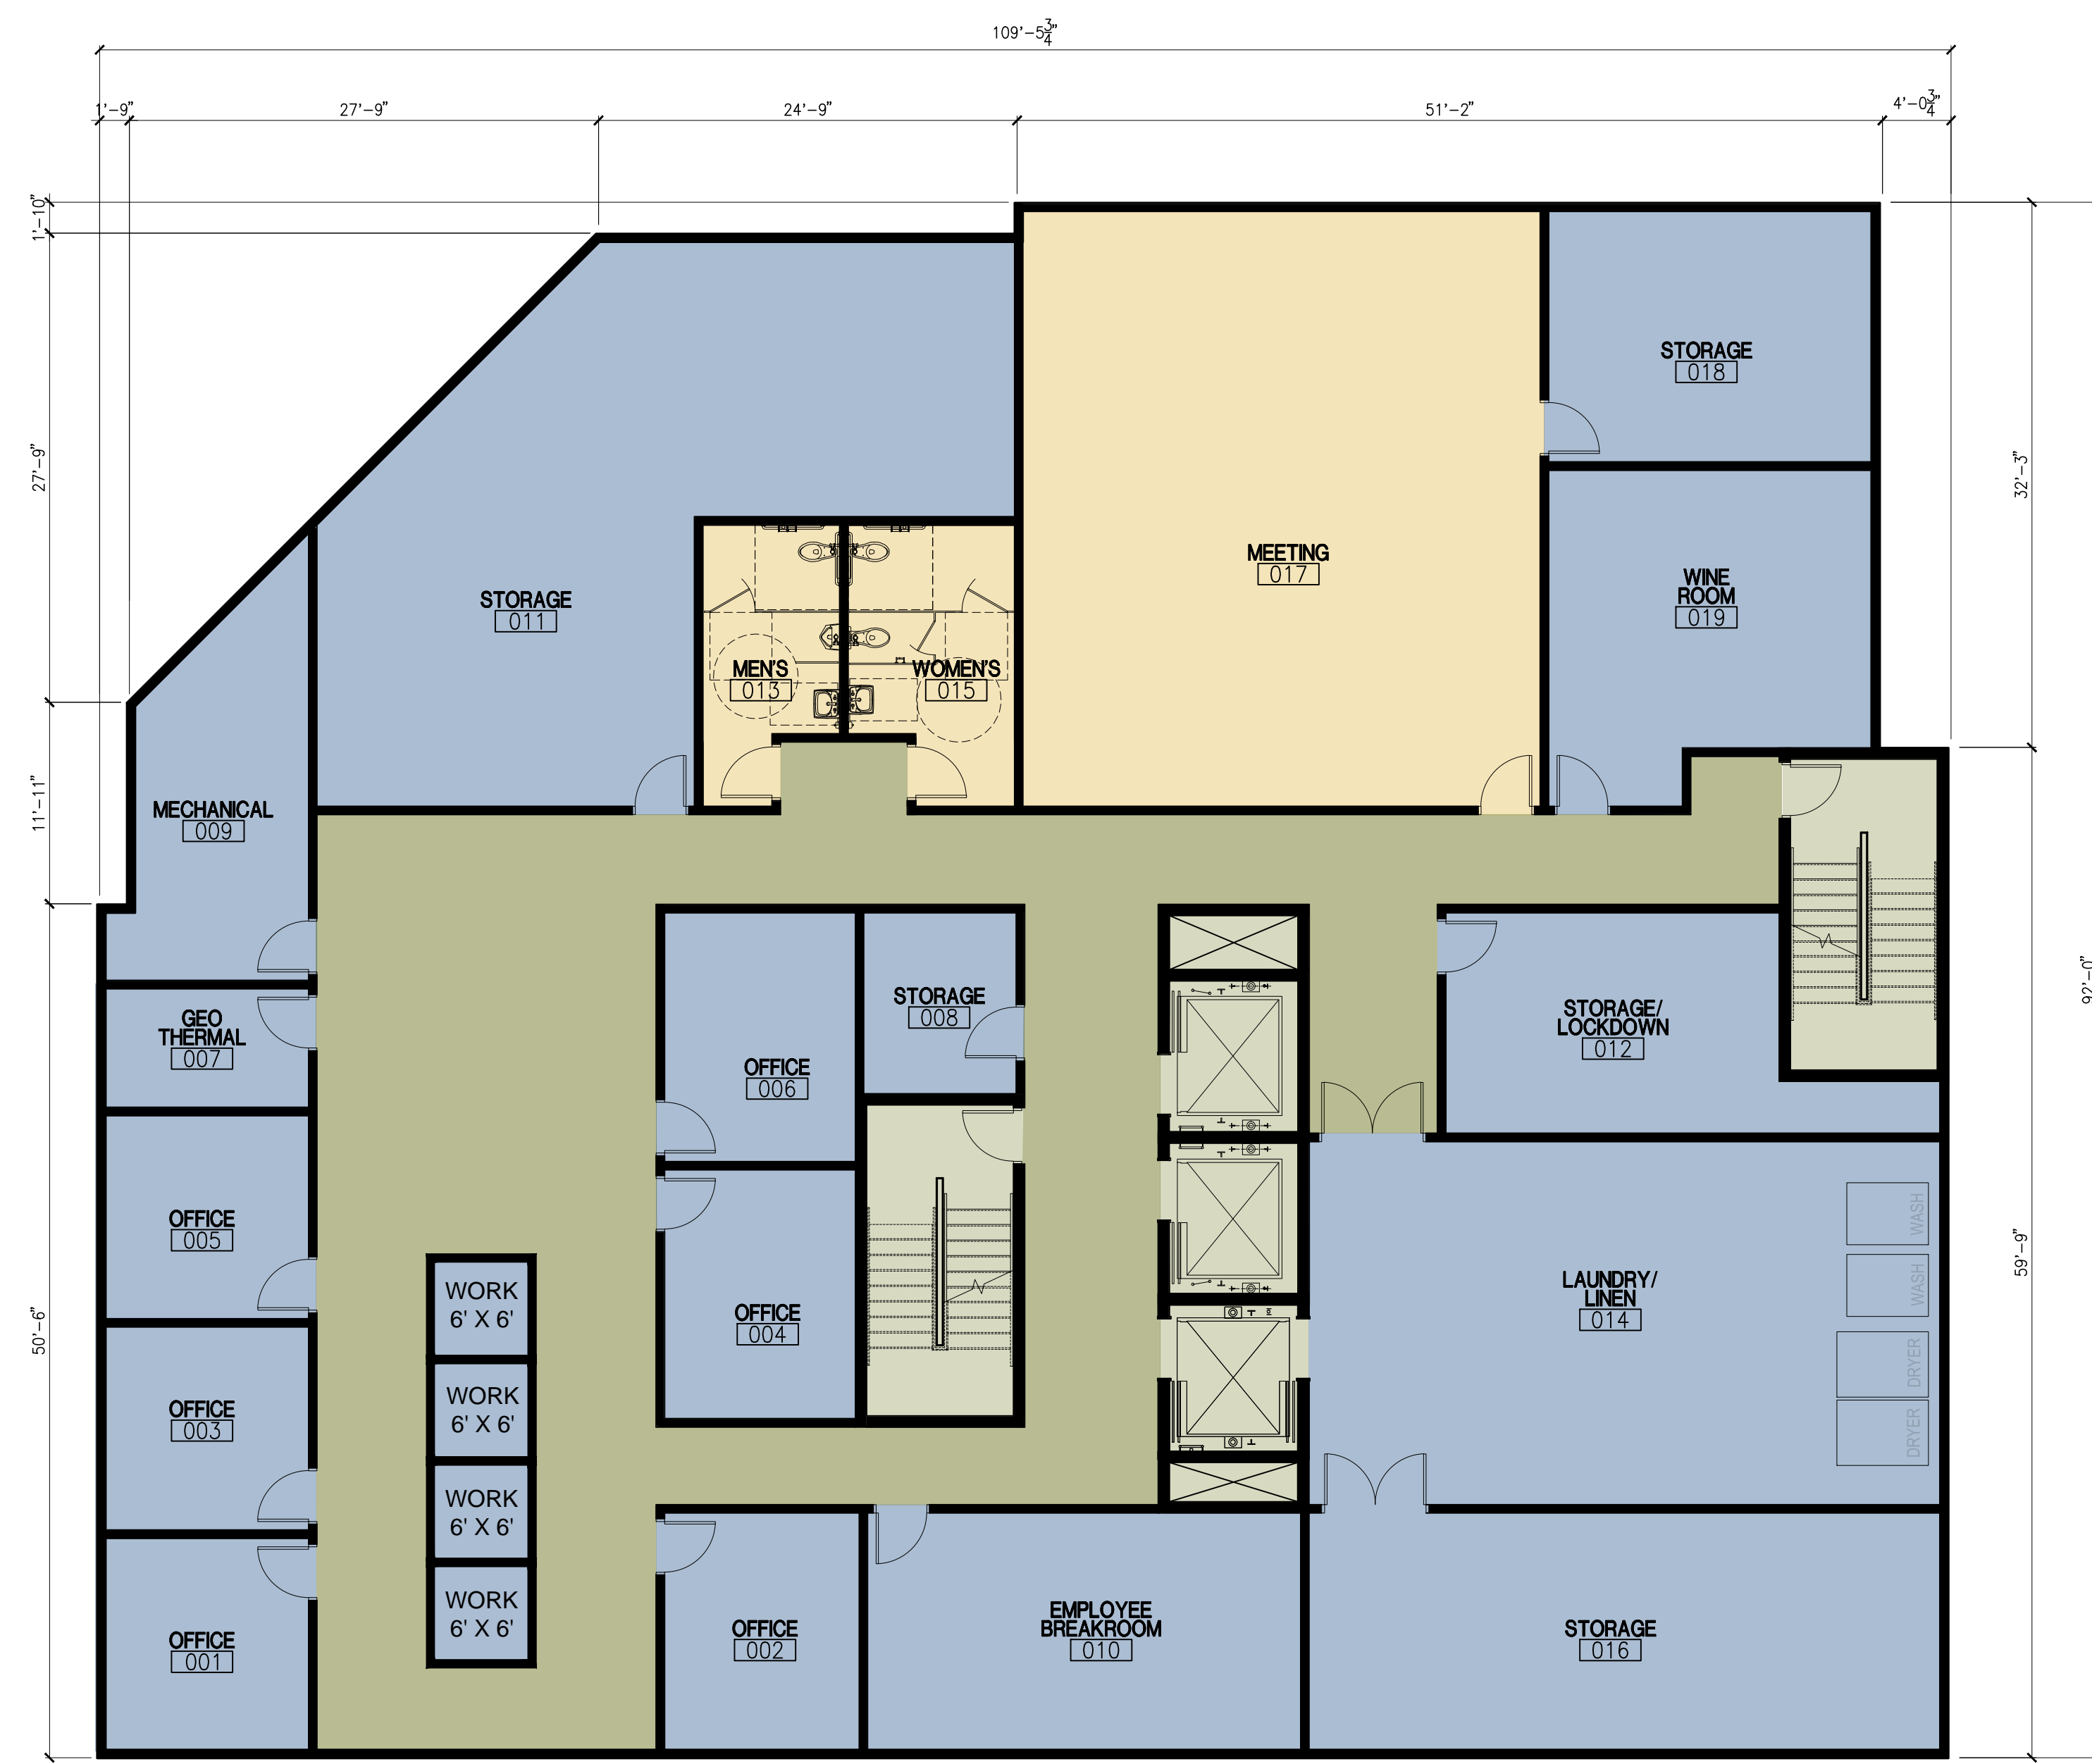 109'-5 3/4"
1'-9"
27'-9"
24'-9"
51'-2"
4'-0 3/4"
1'-10"
27'-9"
11'-11"
50'-6"
32'-3"
59'-9"
92'-0"
STORAGE
018
MEETING
017
WINE
ROOM
019
STORAGE
011
MEN'S
013
WOMEN'S
015
MECHANICAL
009
STORAGE
008
GEO
THERMAL
007
STORAGE/
LOCKDOWN
012
OFFICE
006
OFFICE
005
WASH
WASH
DRYER
DRYER
LAUNDRY/
LINEN
014
WORK
6' X 6'
OFFICE
004
WORK
6' X 6'
OFFICE
003
WORK
6' X 6'
WORK
6' X 6'
OFFICE
001
OFFICE
002
EMPLOYEE
BREAKROOM
010
STORAGE
016